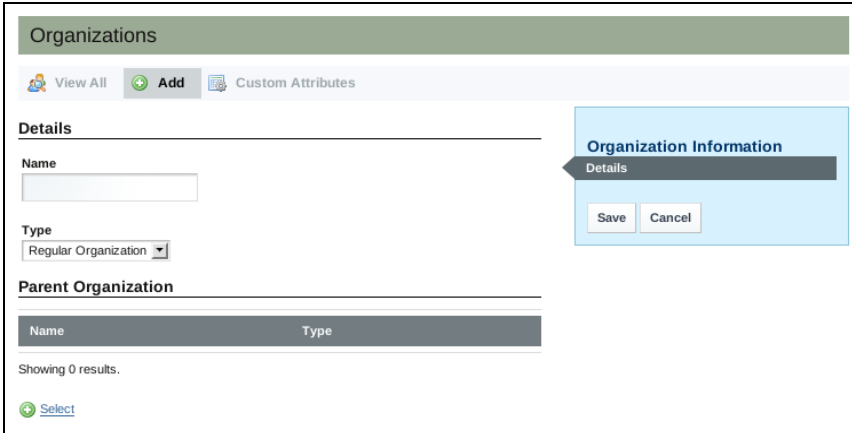 Organizations
View All Add Custom Attributes
Details
Name
Type
Regular Organization
Parent Organization
Name Type
Showing 0 results.
Select
Organization Information
Details
Save Cancel